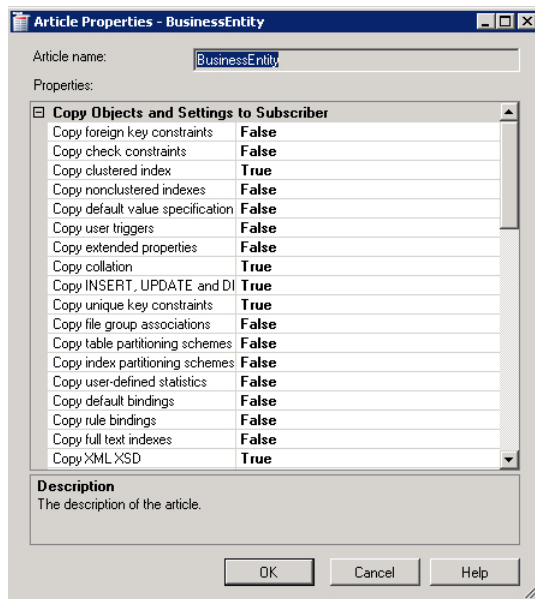 Article Properties - BusinessEntity
Article name: BusinessEntity
Properties:
Copy Objects and Settings to Subscriber
Copy foreign key constraints False
Copy check constraints False
Copy clustered index True
Copy nonclustered indexes False
Copy default value specification False
Copy user triggers False
Copy extended properties False
Copy collation True
Copy INSERT, UPDATE and DI True
Copy unique key constraints True
Copy file group associations False
Copy table partitioning schemes False
Copy index partitioning schemes False
Copy user-defined statistics False
Copy default bindings False
Copy rule bindings False
Copy full text indexes False
Copy XML XSD True
Description
The description of the article.
OK Cancel Help